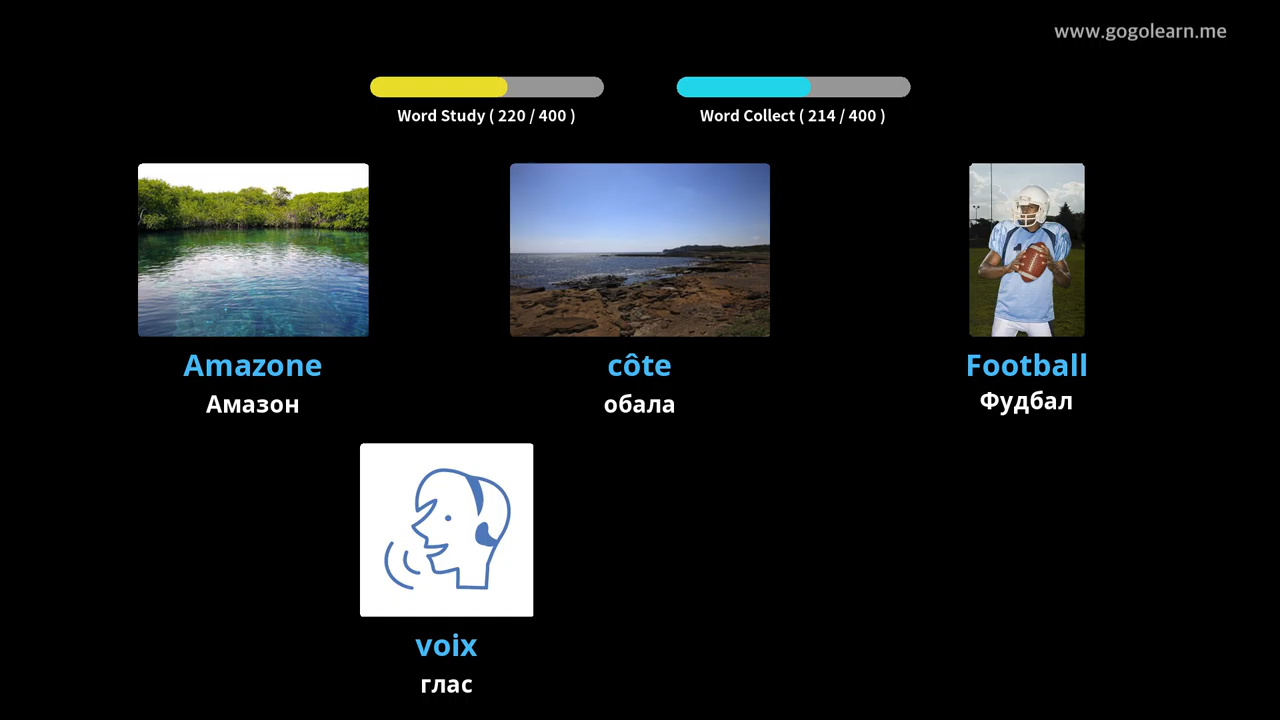 www.gogolearn.me
Word Study ( 220 / 400 )
Word Collect ( 214 / 400 )
Amazone
Амазон
côte
обала
Football
Фудбал
voix
глас